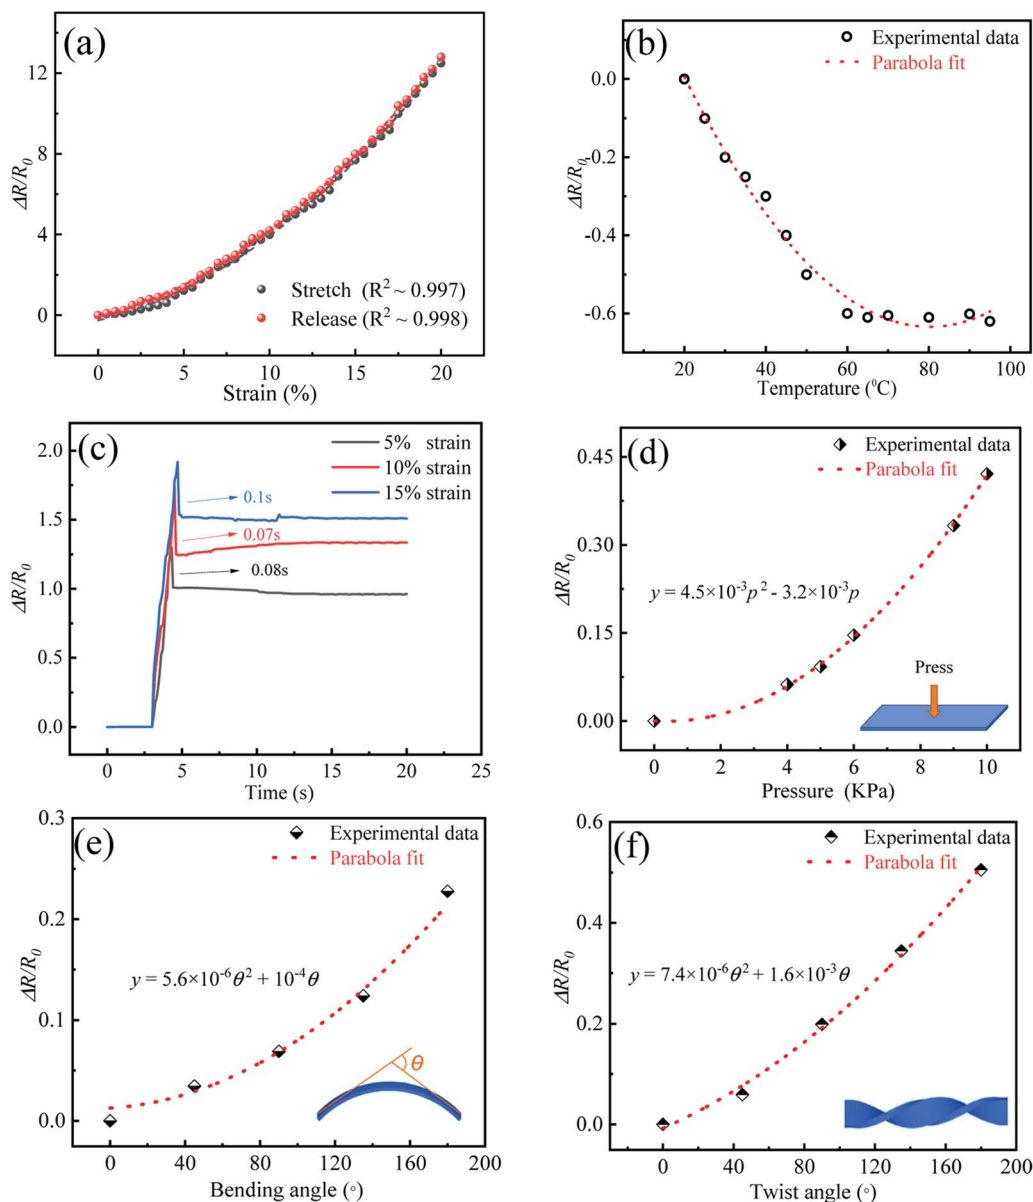 (a)
12
8
4
0
ΔR/R0
Stretch (R2 ~ 0.997)
Release (R2 ~ 0.998)
0 5 10 15 20
Strain (%)
(b)
Experimental data
Parabola fit
0.0
-0.2
-0.4
-0.6
ΔR/R0
20 40 60 80 100
Temperature (0C)
(c)
5% strain
10% strain
15% strain
2.0
1.5
1.0
0.5
0.0
ΔR/R0
0.1s
0.07s
0.08s
0 5 10 15 20 25
Time (s)
(d)
Experimental data
Parabola fit
0.45
0.30
0.15
0.00
ΔR/R0
y = 4.5×10-3p2 - 3.2×10-3p
Press
0 2 4 6 8 10
Pressure (KPa)
(e)
Experimental data
Parabola fit
0.3
0.2
0.1
0.0
ΔR/R0
y = 5.6×10-6θ2 + 10-4θ
θ
0 40 80 120 160 200
Bending angle (○)
(f)
Experimental data
Parabola fit
0.6
0.4
0.2
0.0
ΔR/R0
y = 7.4×10-6θ2 + 1.6×10-3θ
0 40 80 120 160 200
Twist angle (○)